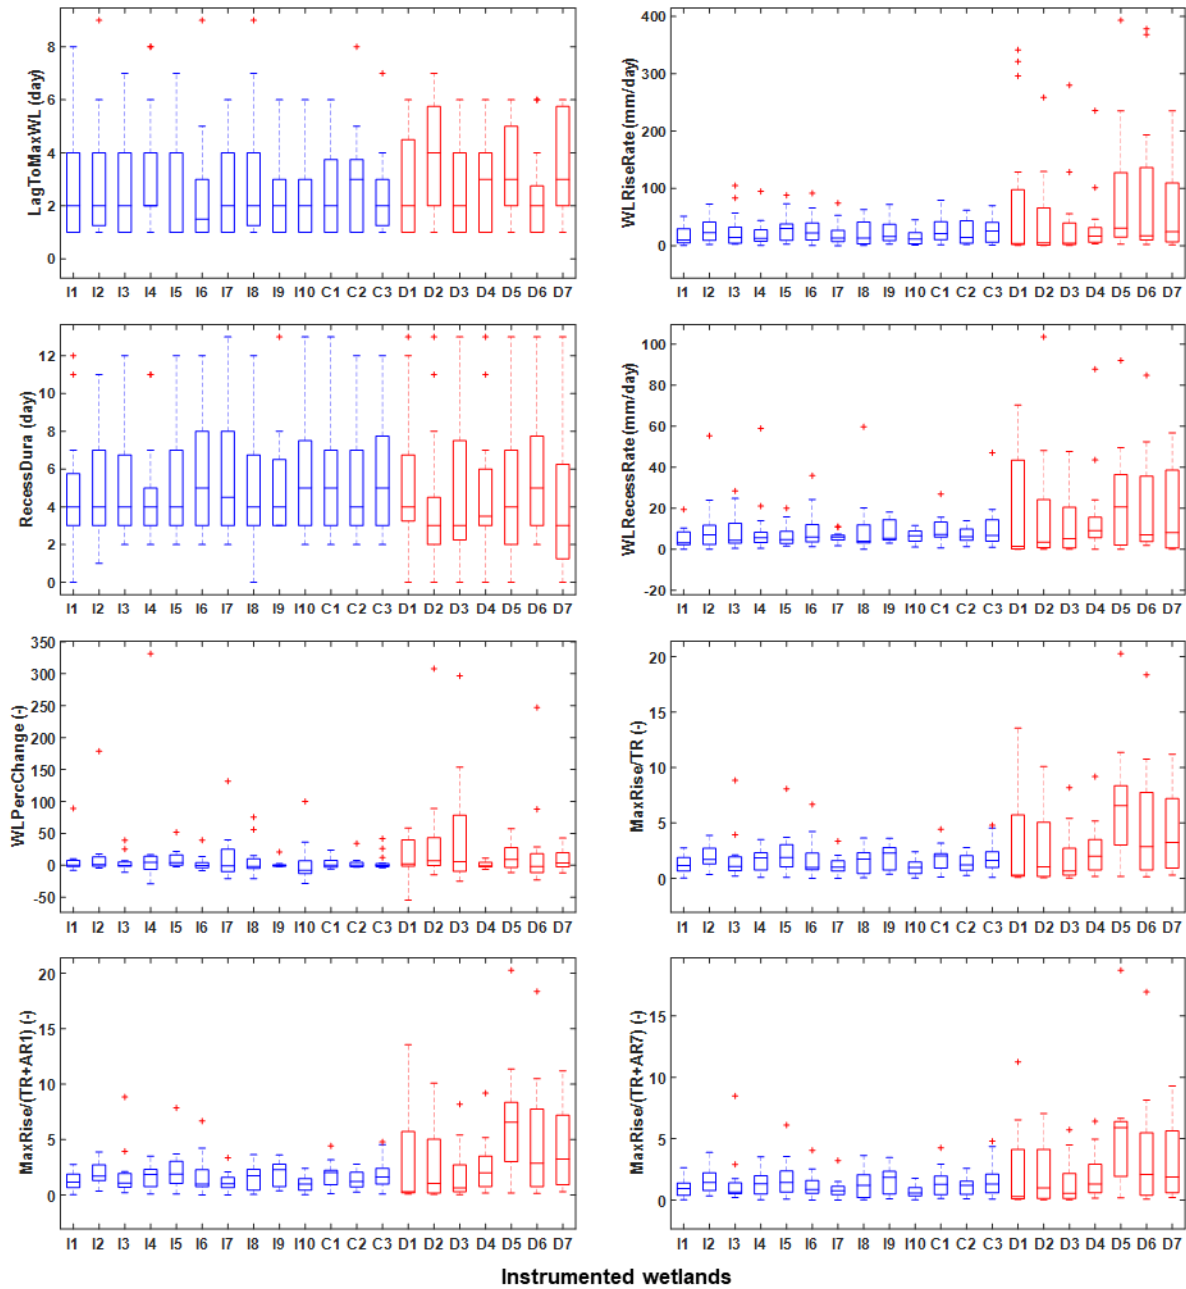 LagToMaxWL (day)
8
6
4
2
0
I1 I2 I3 I4 I5 I6 I7 I8 I9 I10 C1 C2 C3 D1 D2 D3 D4 D5 D6 D7
WLRiseRate (mm/day)
400
300
200
100
0
I1 I2 I3 I4 I5 I6 I7 I8 I9 I10 C1 C2 C3 D1 D2 D3 D4 D5 D6 D7
RecessDura (day)
12
10
8
6
4
2
0
I1 I2 I3 I4 I5 I6 I7 I8 I9 I10 C1 C2 C3 D1 D2 D3 D4 D5 D6 D7
WLRecessRate (mm/day)
100
80
60
40
20
0
-20
I1 I2 I3 I4 I5 I6 I7 I8 I9 I10 C1 C2 C3 D1 D2 D3 D4 D5 D6 D7
WLPercChange (-)
350
300
250
200
150
100
50
0
-50
I1 I2 I3 I4 I5 I6 I7 I8 I9 I10 C1 C2 C3 D1 D2 D3 D4 D5 D6 D7
MaxRise/TR (-)
20
15
10
5
0
I1 I2 I3 I4 I5 I6 I7 I8 I9 I10 C1 C2 C3 D1 D2 D3 D4 D5 D6 D7
MaxRise/(TR+AR1) (-)
20
15
10
5
0
I1 I2 I3 I4 I5 I6 I7 I8 I9 I10 C1 C2 C3 D1 D2 D3 D4 D5 D6 D7
MaxRise/(TR+AR7) (-)
15
10
5
0
I1 I2 I3 I4 I5 I6 I7 I8 I9 I10 C1 C2 C3 D1 D2 D3 D4 D5 D6 D7
Instrumented wetlands